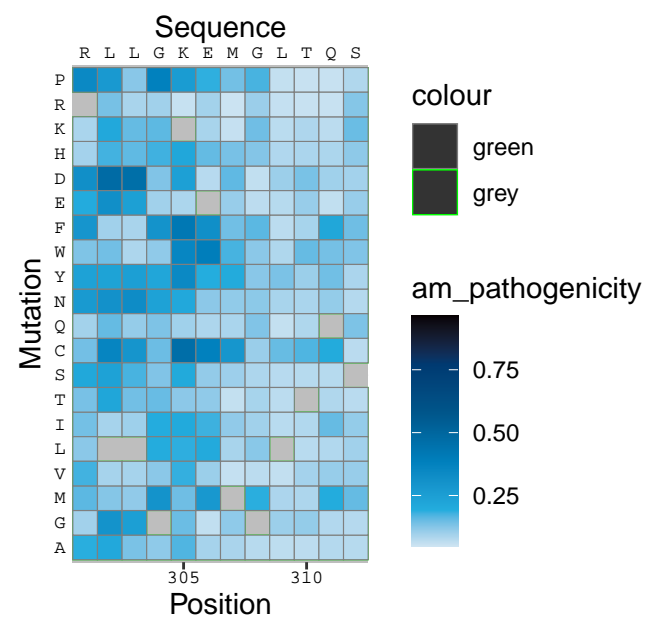 Sequence
R L L G K E M G L T Q S
P
R
K
H
D
E
F
W
Y
N
Q
C
S
T
I
L
V
M
G
A
Mutation
305 310
Position
colour
green
grey
am_pathogenicity
0.75
0.50
0.25